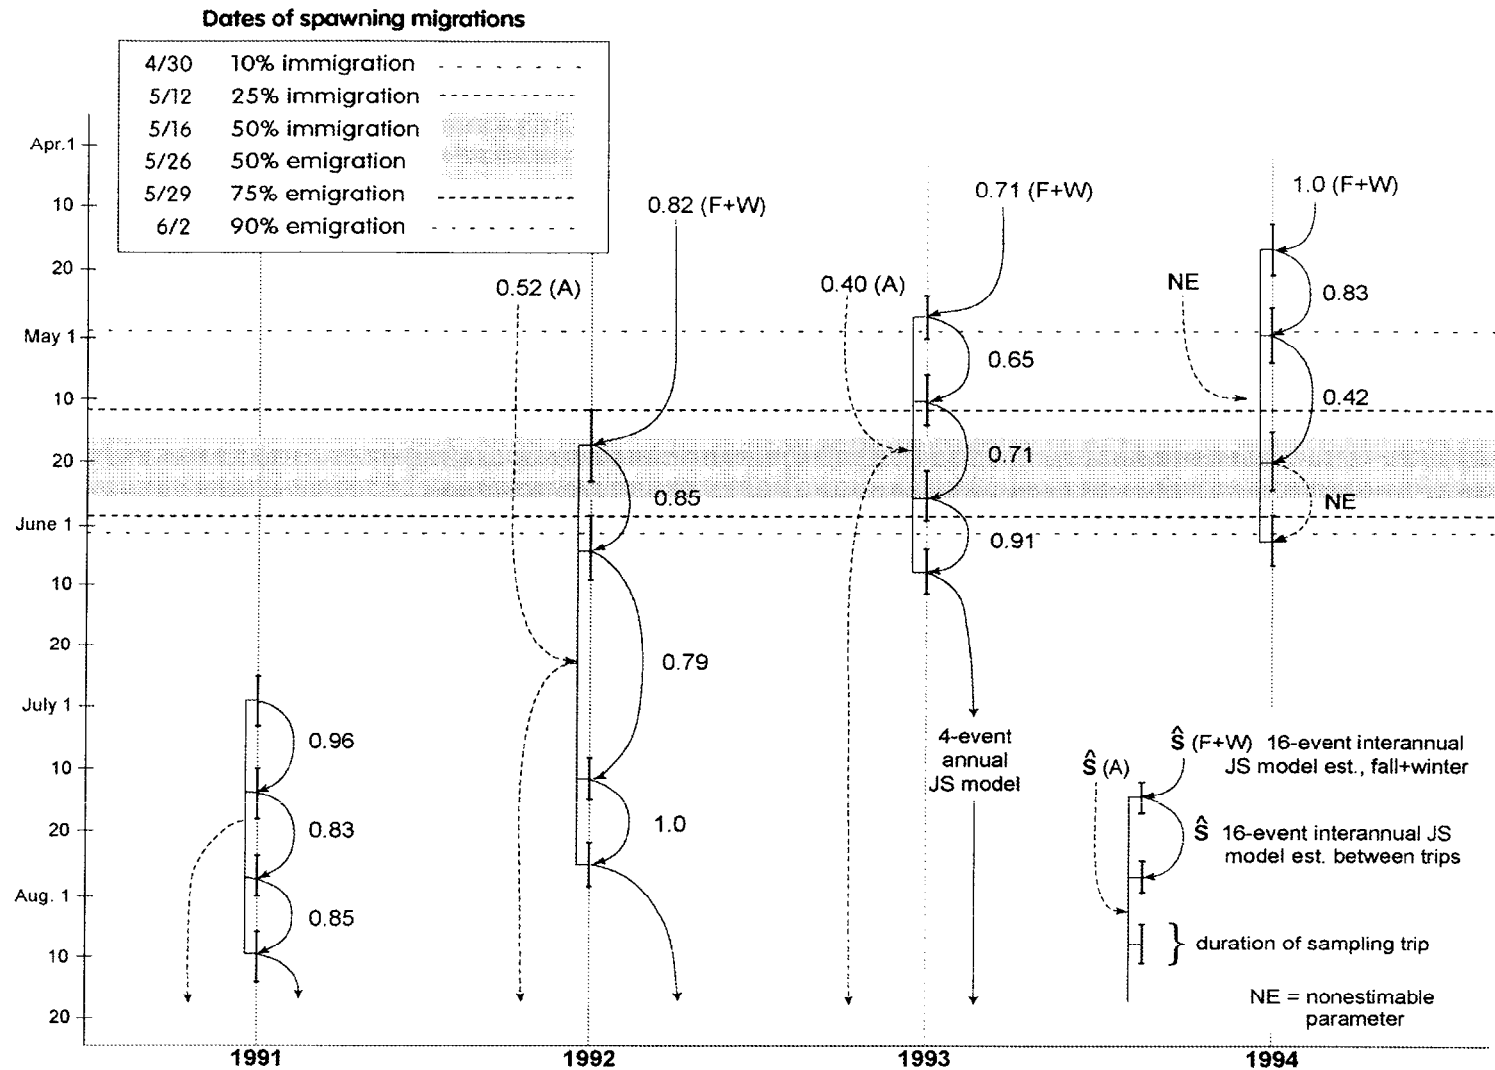 Dates of spawning migrations
4/30 10% immigration
5/12 25% immigration
5/16 50% immigration
5/26 50% emigration
5/29 75% emigration
6/2 90% emigration
Apr.1
10
20
May 1
10
20
June 1
10
20
July 1
10
20
Aug. 1
10
20
0.96
0.83
0.85
0.52 (A)
0.82 (F+W)
0.85
0.79
1.0
0.40 (A)
0.71 (F+W)
0.65
0.71
0.91
4-event
annual
JS model
NE
1.0 (F+W)
0.83
0.42
NE
Ŝ (A)
Ŝ (F+W) 16-event interannual
JS model est., fall+winter
Ŝ 16-event interannual JS
model est. between trips
} duration of sampling trip
NE = nonestimable
parameter
1991
1992
1993
1994